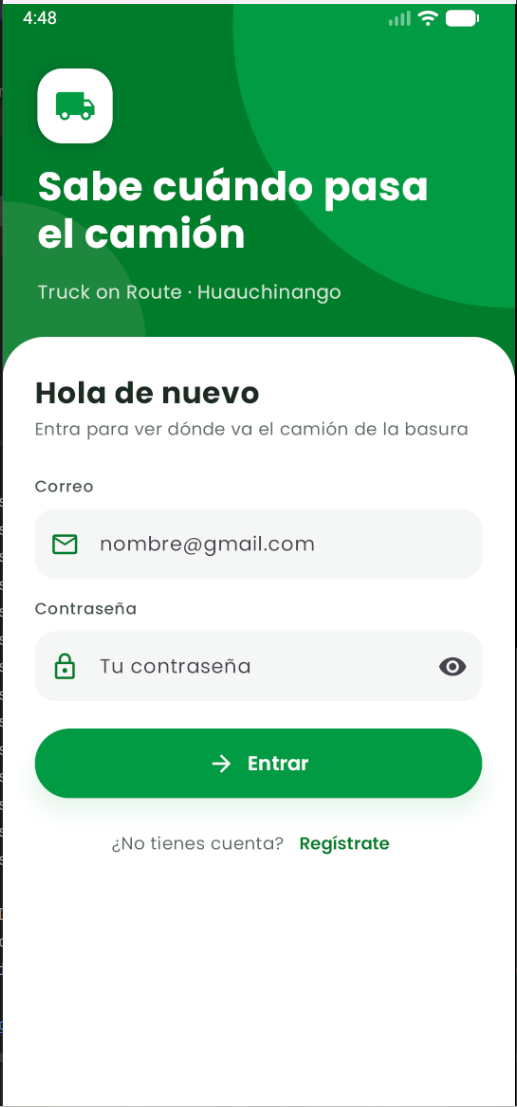 4:48
Sabe cuándo pasa
el camión
Truck on Route · Huauchinango
Hola de nuevo
Entra para ver dónde va el camión de la basura
Correo
nombre@gmail.com
Contraseña
Tu contraseña
Entrar
¿No tienes cuenta? Regístrate